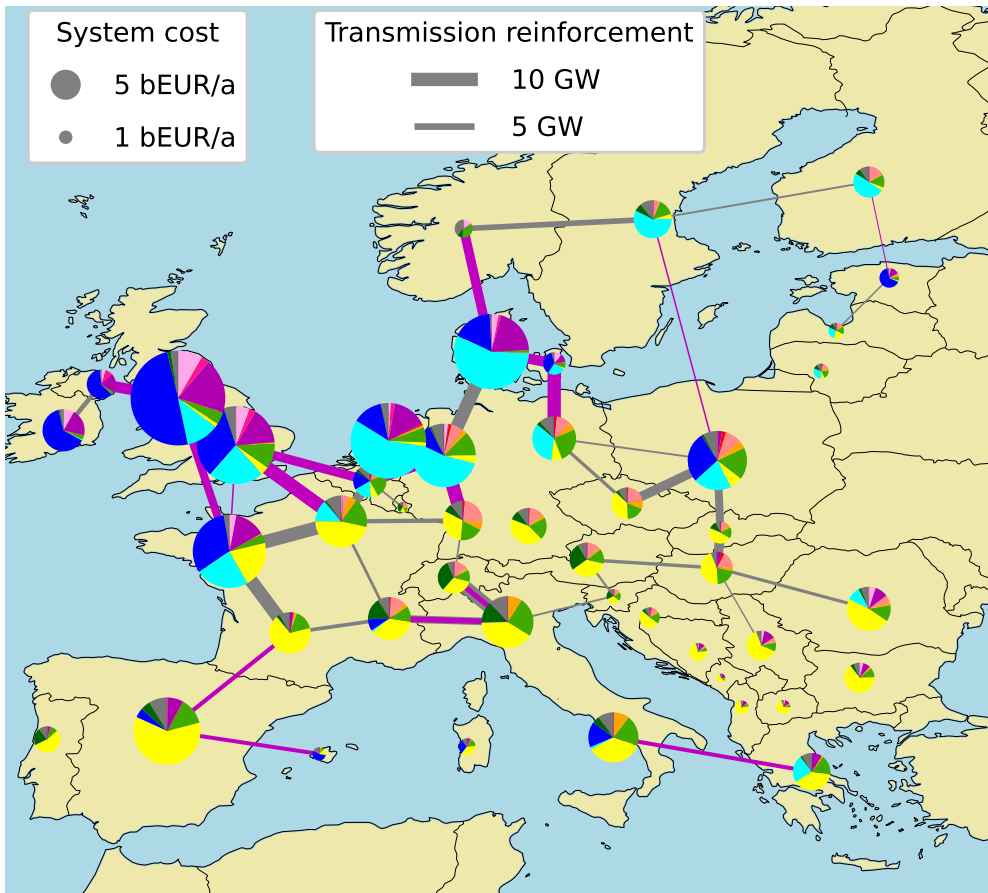 System cost
5 bEUR/a
1 bEUR/a
Transmission reinforcement
10 GW
5 GW